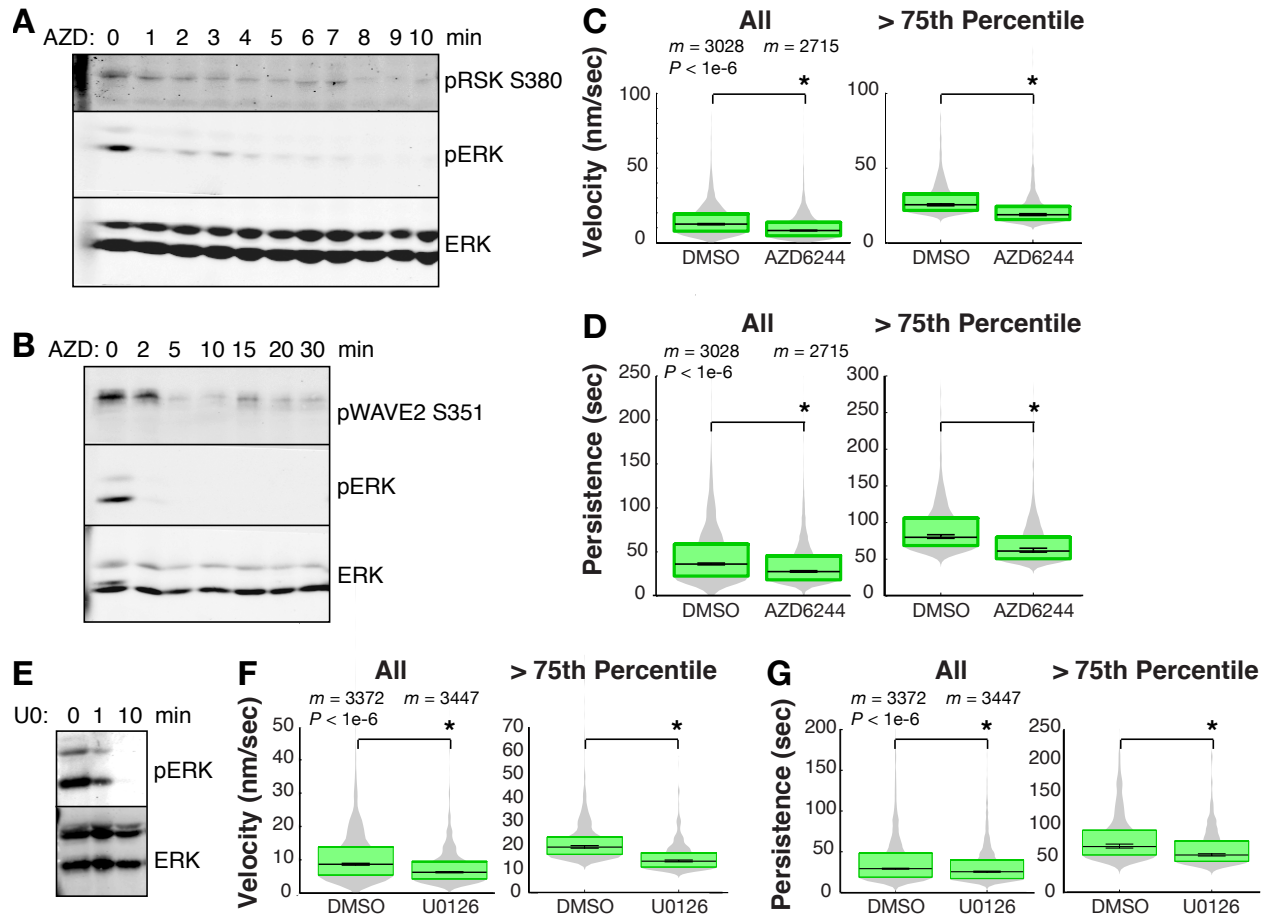 A
AZD: 0 1 2 3 4 5 6 7 8 9 10 min
pRSK S380
pERK
ERK
B
AZD: 0 2 5 10 15 20 30 min
pWAVE2 S351
pERK
ERK
C
All > 75th Percentile
m = 3028 m = 2715
P < 1e-6
* *
Velocity (nm/sec)
100 100
50 50
0 0
DMSO AZD6244 DMSO AZD6244
D
All > 75th Percentile
m = 3028 m = 2715
P < 1e-6
* *
Persistence (sec)
250 300
200 250
150 200
100 150
50 100
0 50
0
DMSO AZD6244 DMSO AZD6244
E
U0: 0 1 10 min
pERK
ERK
F
All > 75th Percentile
m = 3372 m = 3447
P < 1e-6
* *
Velocity (nm/sec)
50 70
40 60
30 50
20 40
10 30
0 20
10
0
DMSO U0126 DMSO U0126
G
All > 75th Percentile
m = 3372 m = 3447
P < 1e-6
* *
Persistence (sec)
200 250
150 200
100 150
50 100
0 50
0
DMSO U0126 DMSO U0126